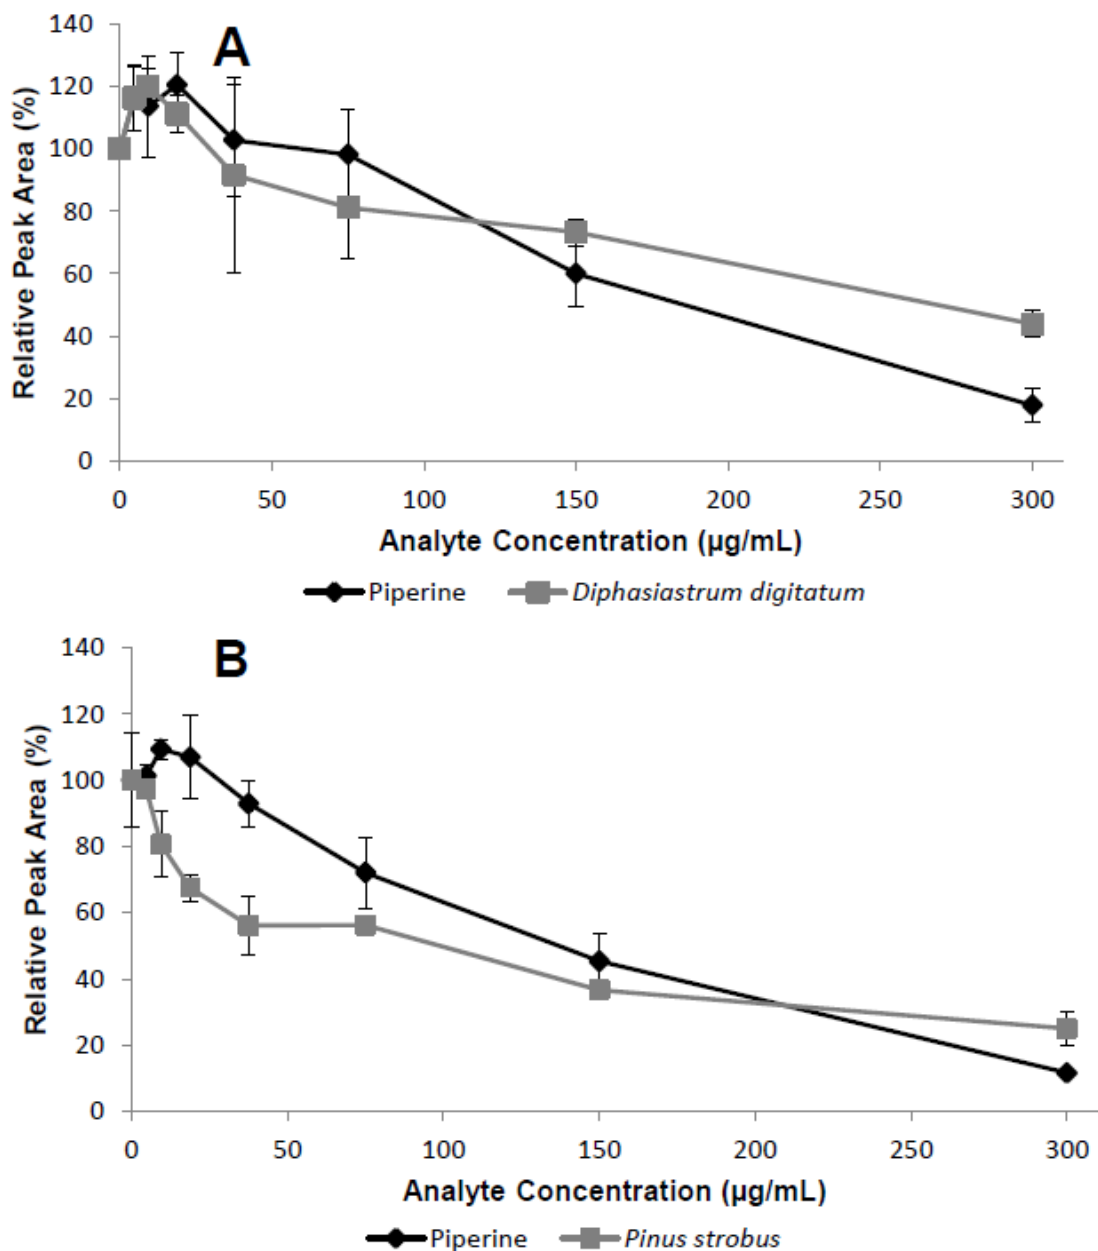 A
Relative Peak Area (%)
140
120
100
80
60
40
20
0
0 50 100 150 200 250 300
Analyte Concentration (µg/mL)
Piperine Diphasiastrum digitatum
B
Relative Peak Area (%)
140
120
100
80
60
40
20
0
0 50 100 150 200 250 300
Analyte Concentration (µg/mL)
Piperine Pinus strobus